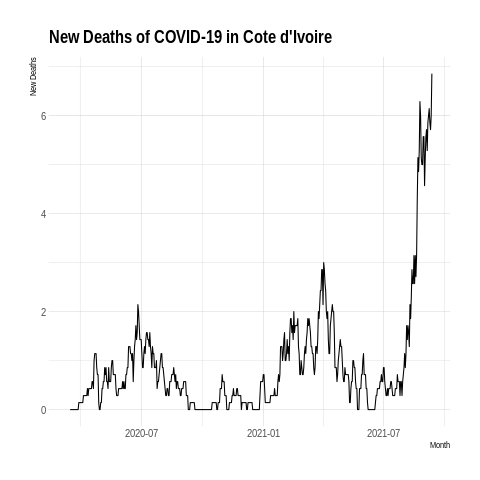 New Deaths of COVID-19 in Cote d'Ivoire
New Deaths
6
4
2
0
2020-07
2021-01
2021-07
Month